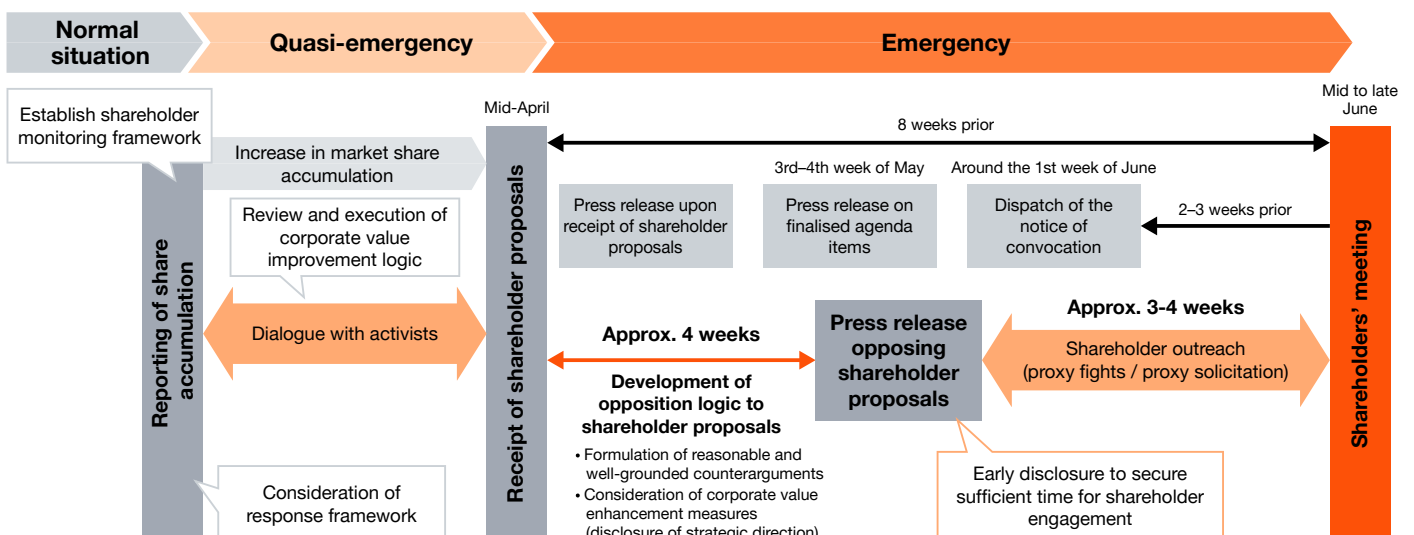 Normal
situation
Quasi-emergency
Emergency
Establish shareholder
monitoring framework
Mid-April
Mid to late
June
8 weeks prior
Increase in market share
accumulation
3rd–4th week of May
Around the 1st week of June
Press release upon
receipt of shareholder
proposals
Press release on
finalised agenda
items
Dispatch of the
notice of
convocation
2–3 weeks prior
Review and execution of
corporate value
improvement logic
Reporting of share
accumulation
Dialogue with activists
Receipt of shareholder proposals
Approx. 4 weeks
Development of
opposition logic to
shareholder proposals
• Formulation of reasonable and
well-grounded counterarguments
• Consideration of corporate value
enhancement measures
(disclosure of strategic direction)
Press release
opposing
shareholder
proposals
Approx. 3-4 weeks
Shareholder outreach
(proxy fights / proxy solicitation)
Shareholders' meeting
Consideration of
response framework
Early disclosure to secure
sufficient time for shareholder
engagement